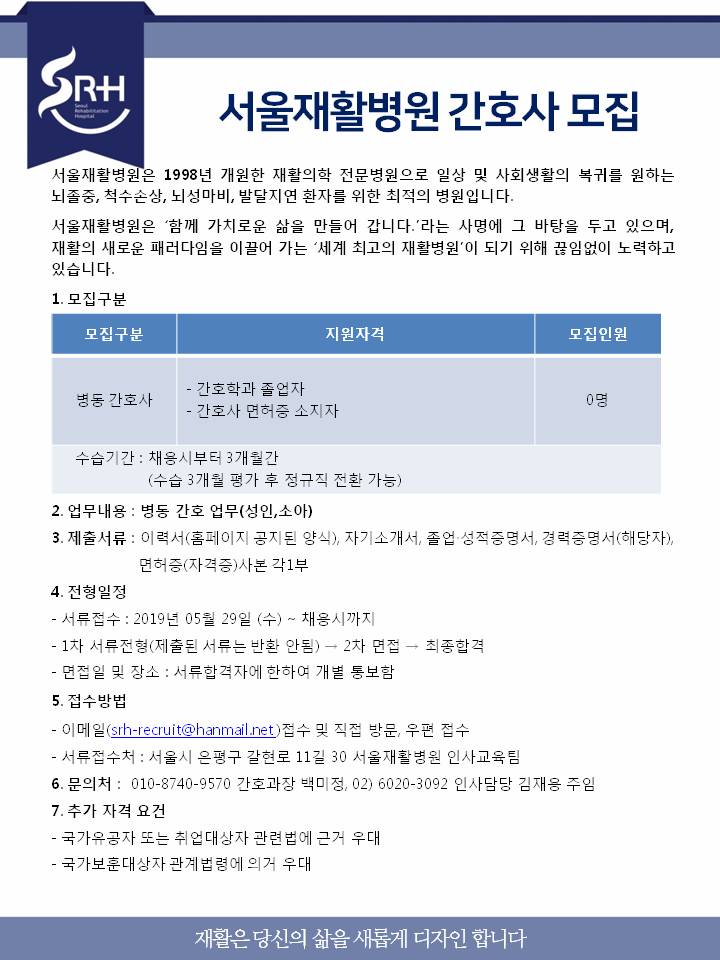 SRH
Seoul
Rehabilitation
Hospital
서울재활병원 간호사 모집
서울재활병원은 1998년 개원한 재활의학 전문병원으로 일상 및 사회생활의 복귀를 원하는
뇌졸중, 척수손상, 뇌성마비, 발달지연 환자를 위한 최적의 병원입니다.
서울재활병원은 ‘함께 가치로운 삶을 만들어 갑니다.’라는 사명에 그 바탕을 두고 있으며,
재활의 새로운 패러다임을 이끌어 가는 ‘세계 최고의 재활병원’이 되기 위해 끊임없이 노력하고
있습니다.
1. 모집구분
모집구분 지원자격 모집인원
병동 간호사
- 간호학과 졸업자
- 간호사 면허증 소지자
0명
수습기간 : 채용시부터 3개월간
(수습 3개월 평가 후 정규직 전환 가능)
2. 업무내용 : 병동 간호 업무(성인,소아)
3. 제출서류 : 이력서(홈페이지 공지된 양식), 자기소개서, 졸업·성적증명서, 경력증명서(해당자),
면허증(자격증)사본 각1부
4. 전형일정
- 서류접수 : 2019년 05월 29일 (수) ~ 채용시까지
- 1차 서류전형(제출된 서류는 반환 안됨) → 2차 면접 → 최종합격
- 면접일 및 장소 : 서류합격자에 한하여 개별 통보함
5. 접수방법
- 이메일(srh-recruit@hanmail.net )접수 및 직접 방문, 우편 접수
- 서류접수처 : 서울시 은평구 갈현로 11길 30 서울재활병원 인사교육팀
6. 문의처 : 010-8740-9570 간호과장 백미정, 02) 6020-3092 인사담당 김재용 주임
7. 추가 자격 요건
- 국가유공자 또는 취업대상자 관련법에 근거 우대
- 국가보훈대상자 관계법령에 의거 우대
재활은 당신의 삶을 새롭게 디자인 합니다